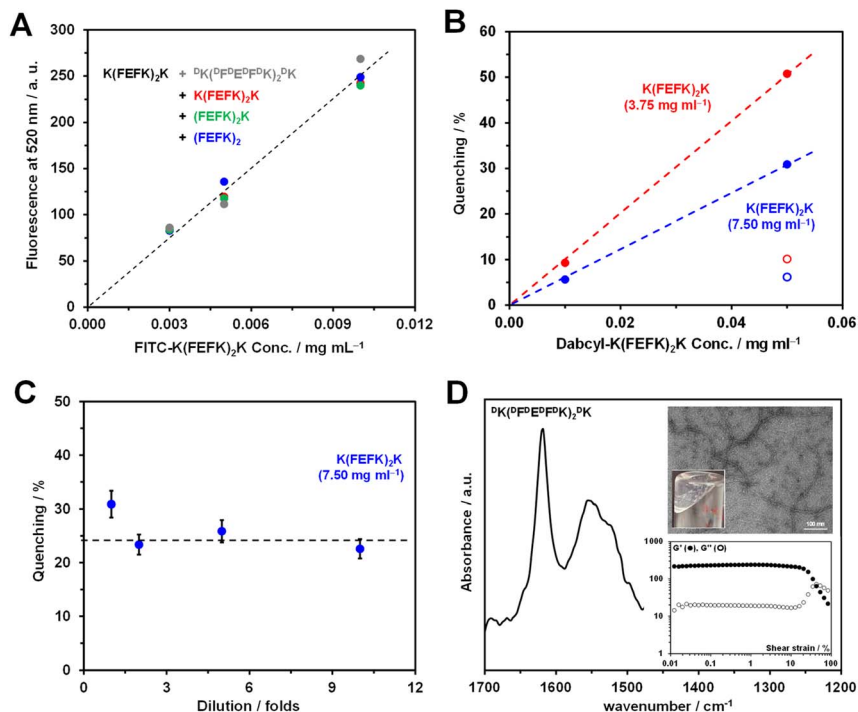 A
300
250
200
150
100
50
0
Fluorescence at 520 nm / a. u.
K(FEFK)₂K
+ ᴰK(ᴰFᴰEᴰFᴰK)₂ᴰK
+ K(FEFK)₂K
+ (FEFK)₂K
+ (FEFK)₂
0.000 0.003 0.006 0.009 0.012
FITC-K(FEFK)₂K Conc. / mg mL⁻¹
B
60
50
40
30
20
10
0
Quenching / %
K(FEFK)₂K
(3.75 mg ml⁻¹)
K(FEFK)₂K
(7.50 mg ml⁻¹)
0.00 0.02 0.04 0.06
Dabcyl-K(FEFK)₂K Conc. / mg ml⁻¹
C
50
40
30
20
10
0
Quenching / %
K(FEFK)₂K
(7.50 mg ml⁻¹)
0 3 6 9 12
Dilution / folds
D
ᴰK(ᴰFᴰEᴰFᴰK)₂ᴰK
Absorbance / a.u.
100 nm
G' (●), G'' (O)
1000
100
10
1
Shear strain / %
0.01 0.1 1 10 100
1700 1600 1500 1400 1300 1200
wavenumber / cm⁻¹